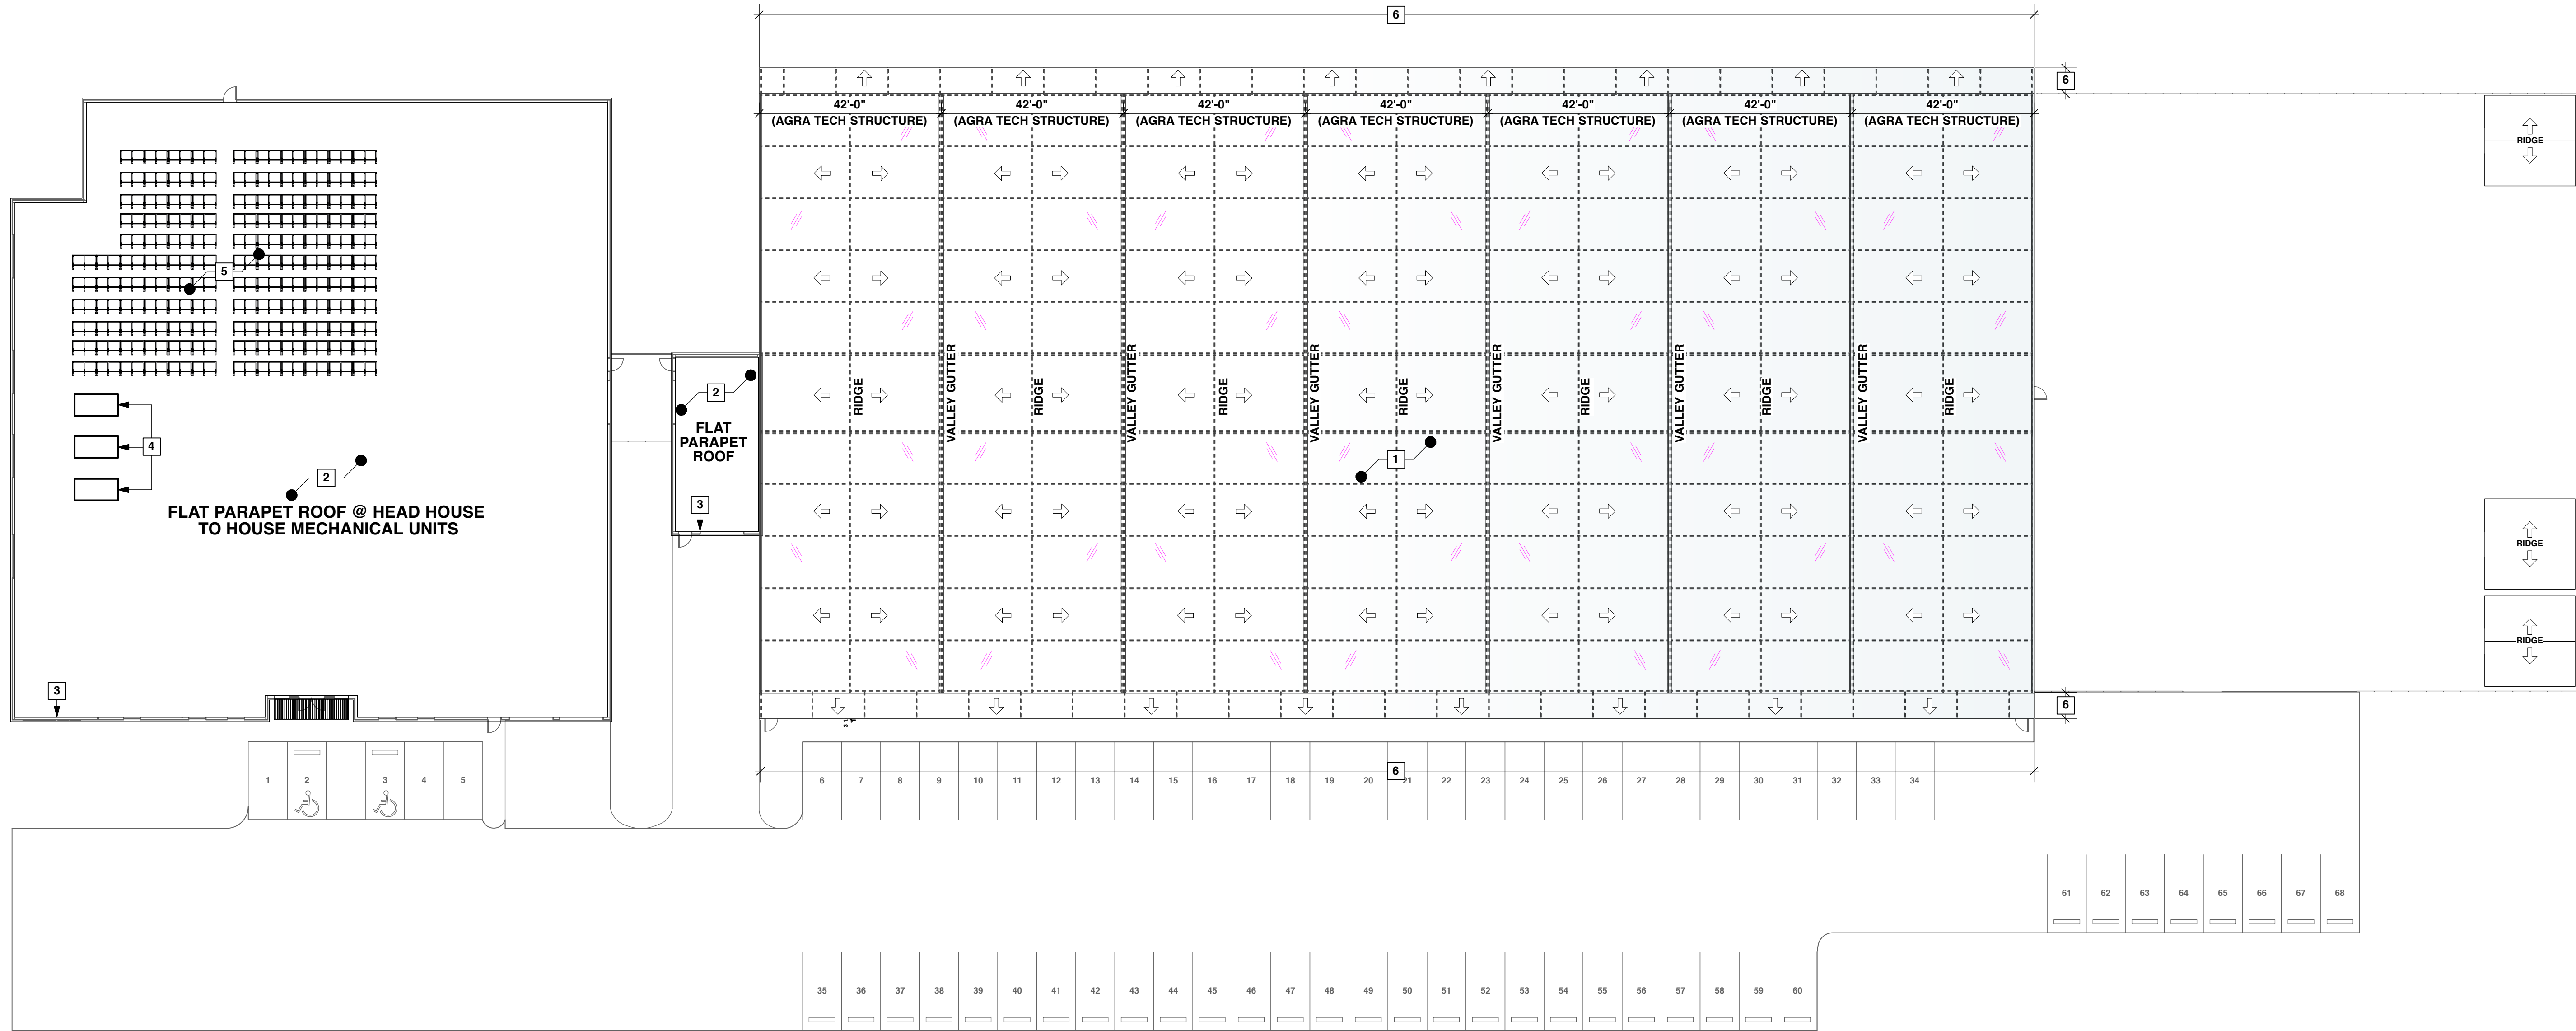 6
6
42'-0" 42'-0" 42'-0" 42'-0" 42'-0" 42'-0" 42'-0"
(AGRA TECH STRUCTURE) (AGRA TECH STRUCTURE) (AGRA TECH STRUCTURE) (AGRA TECH STRUCTURE) (AGRA TECH STRUCTURE) (AGRA TECH STRUCTURE) (AGRA TECH STRUCTURE)
RIDGE
5
2
RIDGE VALLEY GUTTER RIDGE VALLEY GUTTER RIDGE VALLEY GUTTER RIDGE VALLEY GUTTER RIDGE VALLEY GUTTER RIDGE VALLEY GUTTER RIDGE
FLAT
PARAPET
ROOF
4
1
2
3
FLAT PARAPET ROOF @ HEAD HOUSE
TO HOUSE MECHANICAL UNITS
RIDGE
RIDGE
3
6
6
1 2 3 4 5
6 7 8 9 10 11 12 13 14 15 16 17 18 19 20 21 22 23 24 25 26 27 28 29 30 31 32 33 34
61 62 63 64 65 66 67 68
35 36 37 38 39 40 41 42 43 44 45 46 47 48 49 50 51 52 53 54 55 56 57 58 59 60